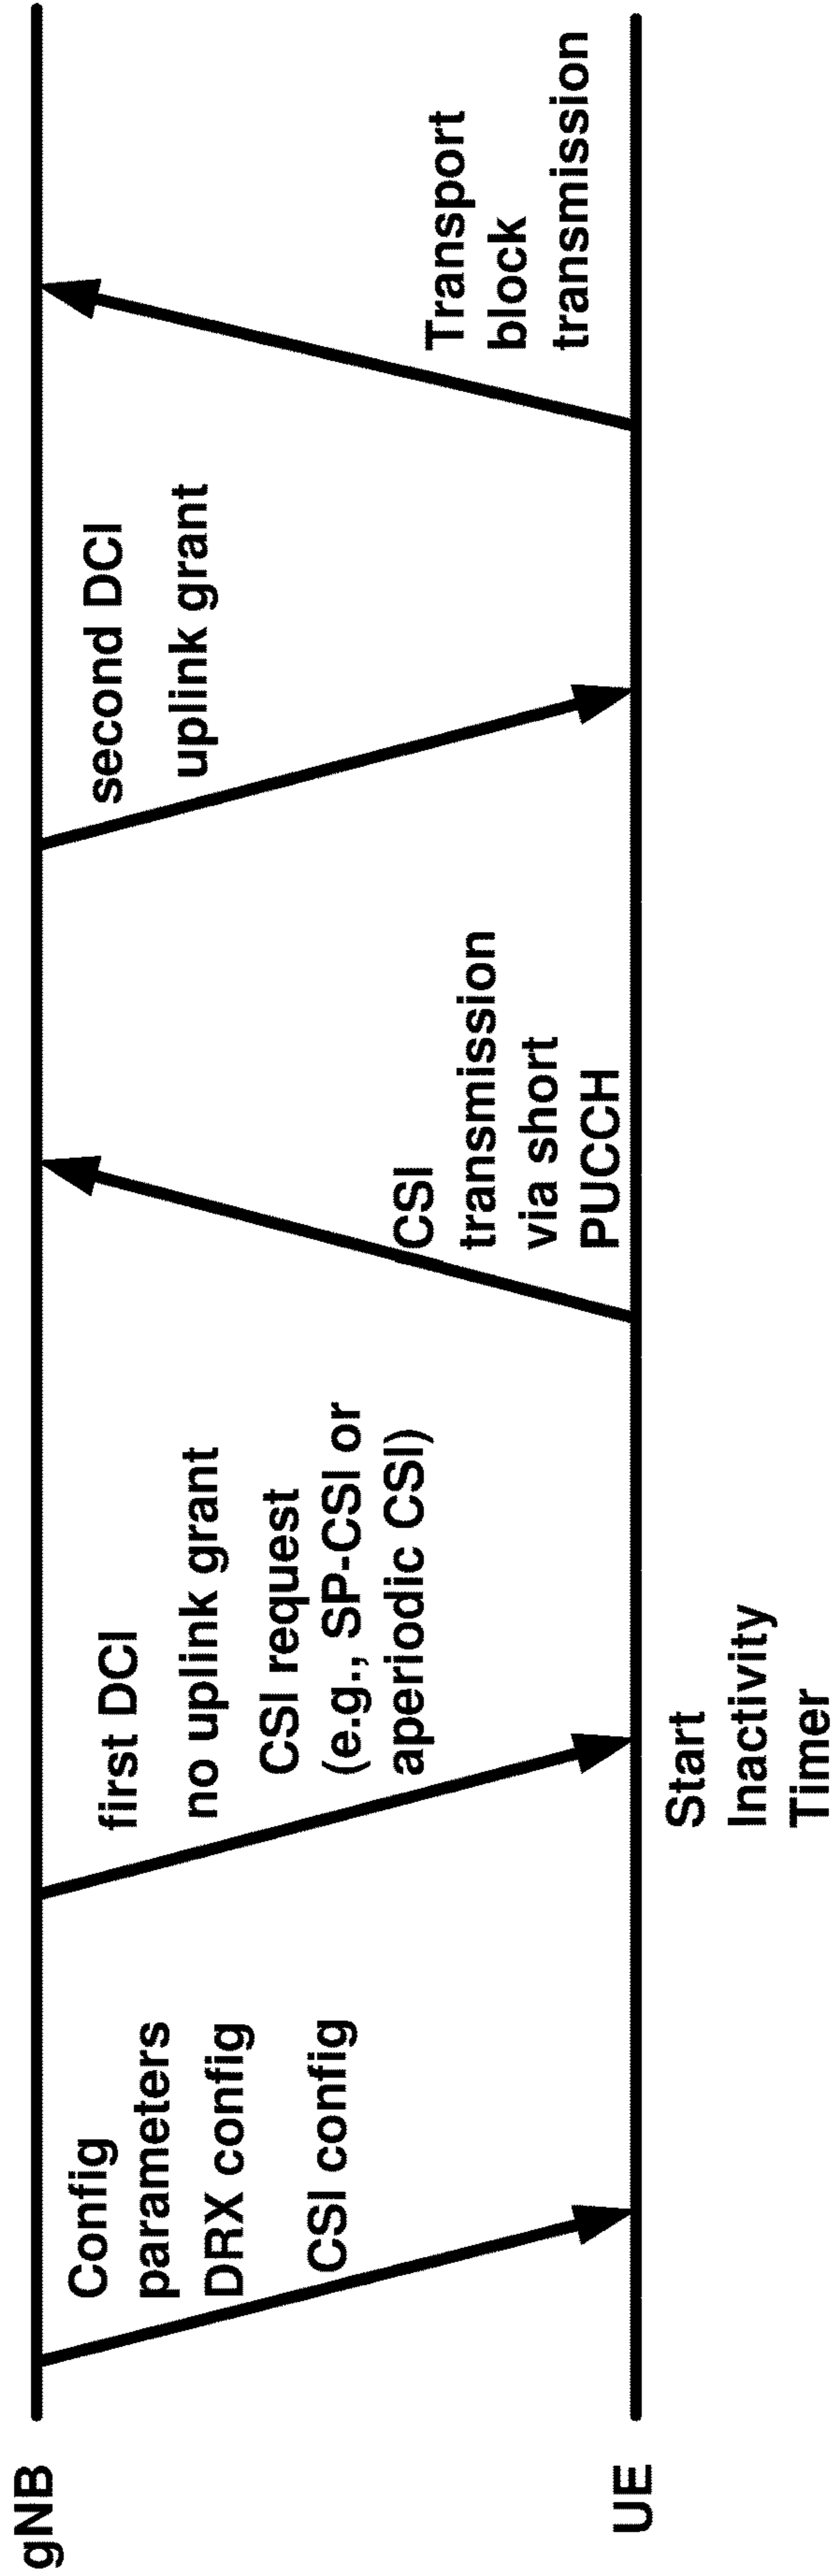 gNB
Config
parameters
DRX config
CSI config
first DCI
no uplink grant
CSI request
(e.g., SP-CSI or
aperiodic CSI)
second DCI
uplink grant
CSI
transmission
via short
PUCCH
Transport
block
transmission
UE
Start
Inactivity
Timer